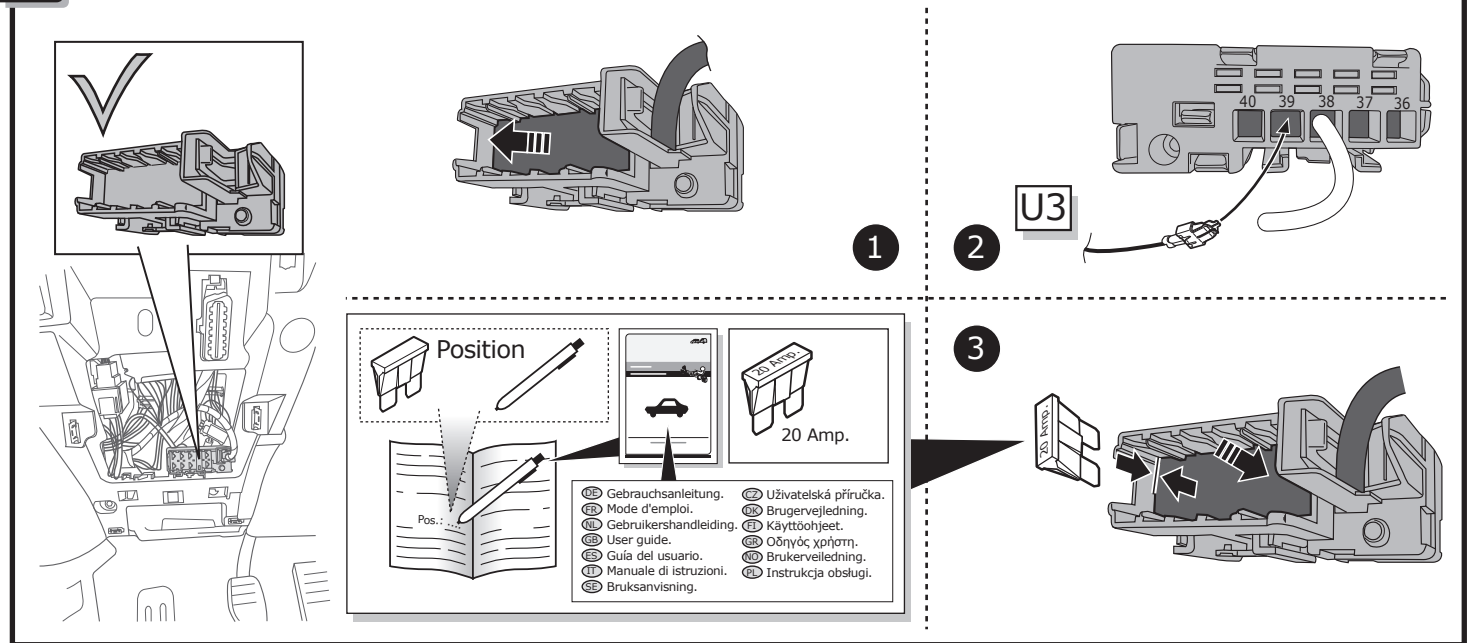 40 39 38 37 36
U3
1
2
3
Position
20 Amp.
20 Amp.
Pos.:
DE Gebrauchsanleitung.
FR Mode d'emploi.
NL Gebruikershandleiding.
GB User guide.
ES Guía del usuario.
IT Manuale di istruzioni.
SE Bruksanvisning.
CZ Uživatelská příručka.
DK Brugervejledning.
FI Käyttöohjeet.
GR Οδηγός χρήστη.
NO Brukerveiledning.
PL Instrukcja obsługi.
20 Amp.